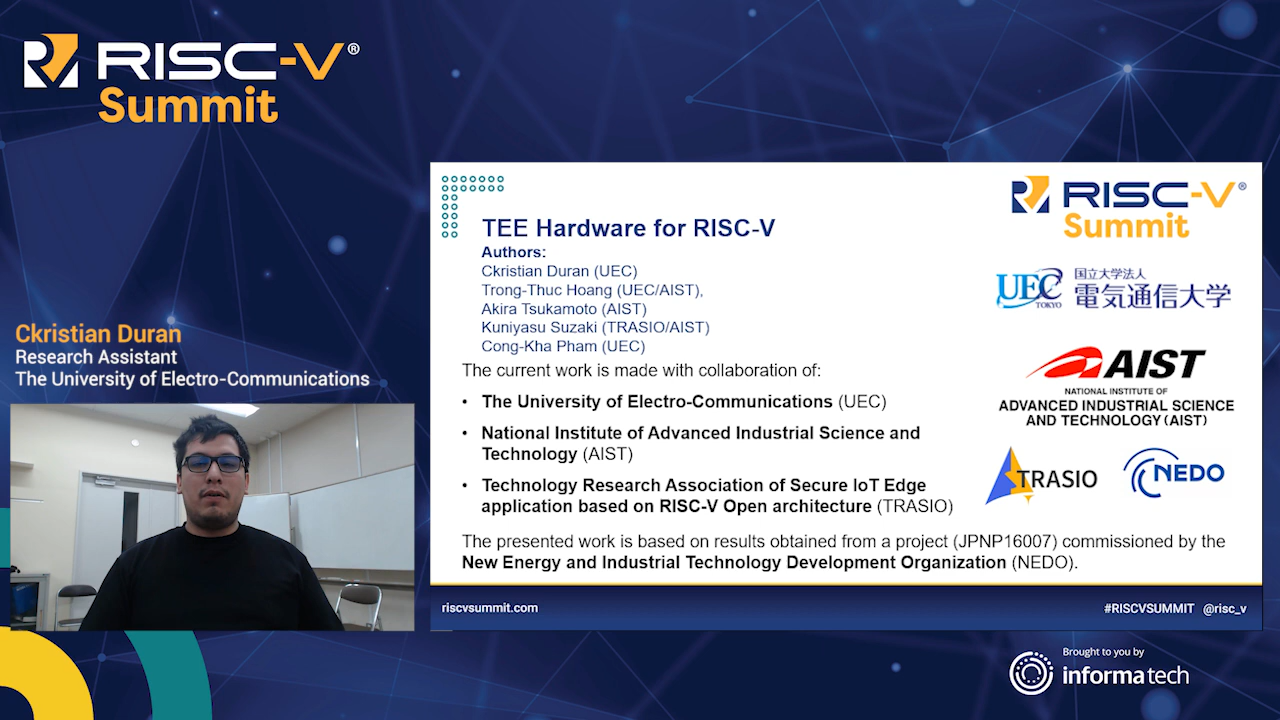 RISC-V®
Summit
Ckristian Duran
Research Assistant
The University of Electro-Communications
RISC-V®
Summit
TEE Hardware for RISC-V
Authors:
Ckristian Duran (UEC)
Trong-Thuc Hoang (UEC/AIST),
Akira Tsukamoto (AIST)
Kuniyasu Suzaki (TRASIO/AIST)
Cong-Kha Pham (UEC)
The current work is made with collaboration of:
• The University of Electro-Communications (UEC)
• National Institute of Advanced Industrial Science and
Technology (AIST)
• Technology Research Association of Secure IoT Edge
application based on RISC-V Open architecture (TRASIO)
The presented work is based on results obtained from a project (JPNP16007) commissioned by the
New Energy and Industrial Technology Development Organization (NEDO).
UEC
TOKYO
国立大学法人
電気通信大学
AIST
NATIONAL INSTITUTE OF
ADVANCED INDUSTRIAL SCIENCE
AND TECHNOLOGY (AIST)
TRASIO
NEDO
riscvsummit.com
#RISCVSUMMIT @risc_v
Brought to you by
informa tech